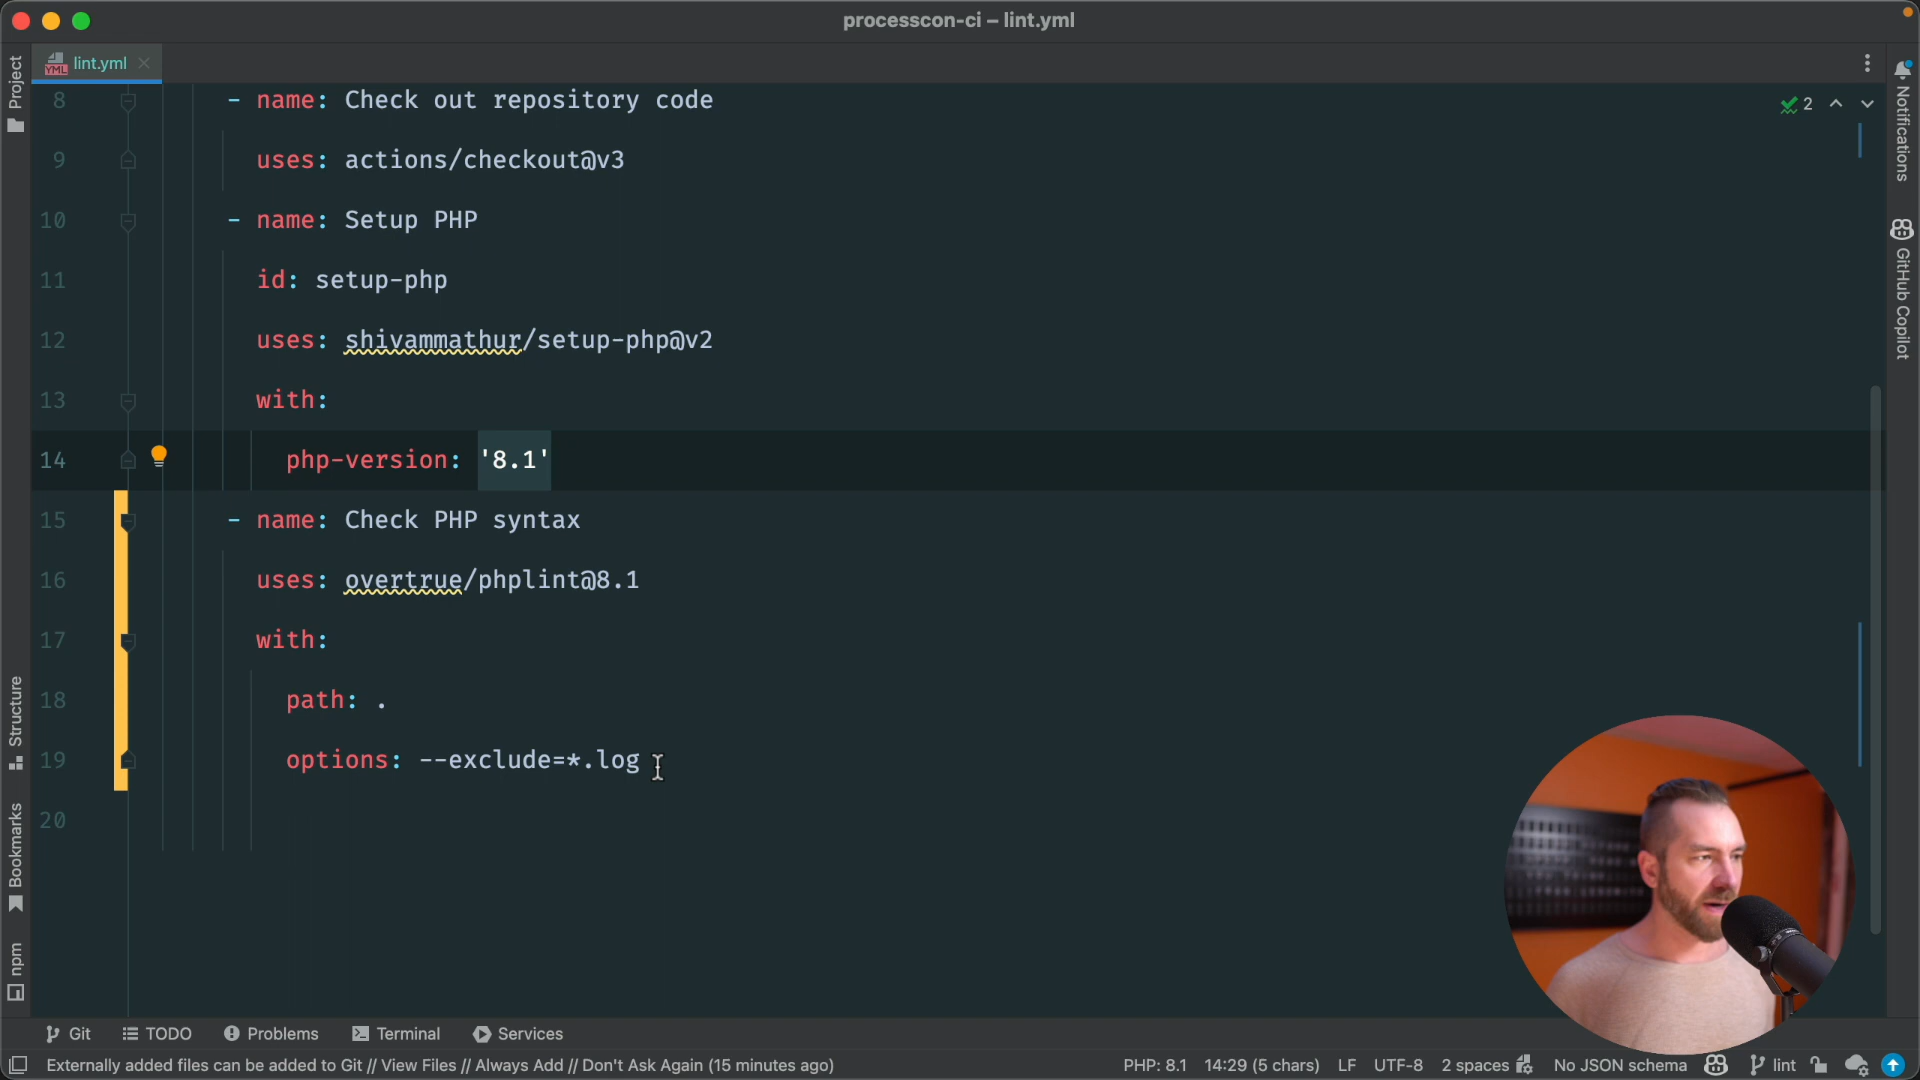 processcon-ci – lint.yml
Project
lint.yml
Notifications
GitHub Copilot
2
8 - name: Check out repository code
9 uses: actions/checkout@v3
10 - name: Setup PHP
11 id: setup-php
12 uses: shivammathur/setup-php@v2
13 with:
14 php-version: '8.1'
15 - name: Check PHP syntax
16 uses: overtrue/phplint@8.1
17 with:
18 path: .
19 options: --exclude=*.log
20
Structure
Bookmarks
npm
Git TODO Problems Terminal Services
Externally added files can be added to Git // View Files // Always Add // Don't Ask Again (15 minutes ago) PHP: 8.1 14:29 (5 chars) LF UTF-8 2 spaces No JSON schema lint